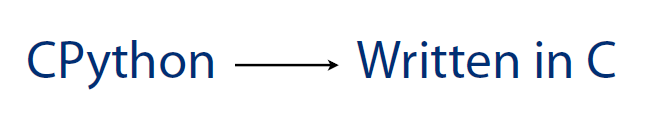 CPython → Written in C